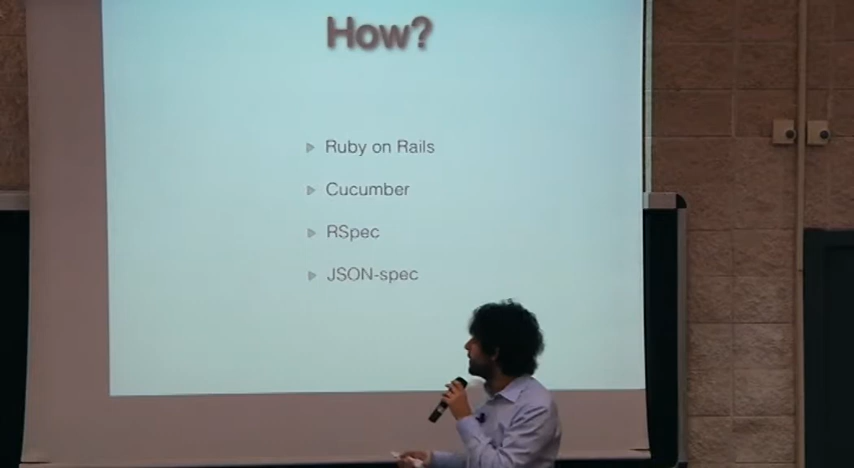 How?
Ruby on Rails
Cucumber
RSpec
JSON-spec